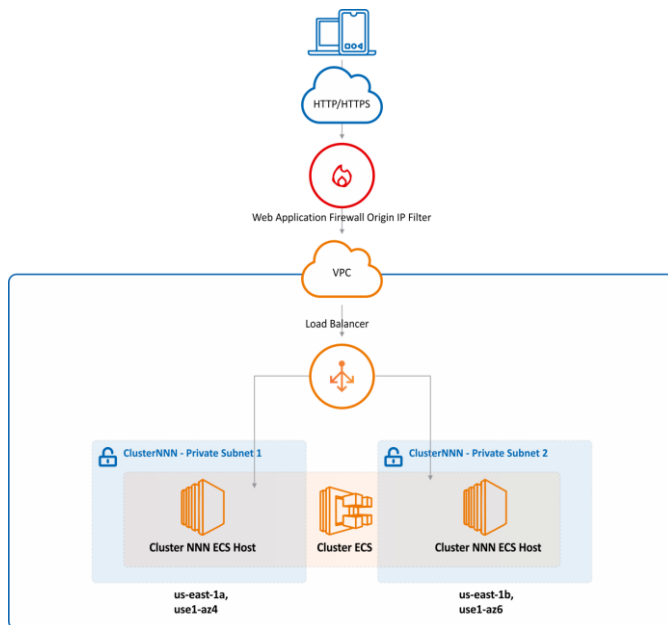 HTTP/HTTPS
Web Application Firewall Origin IP Filter
VPC
Load Balancer
ClusterNNN - Private Subnet 1
ClusterNNN - Private Subnet 2
Cluster NNN ECS Host
Cluster ECS
Cluster NNN ECS Host
us-east-1a,
use1-az4
us-east-1b,
use1-az6